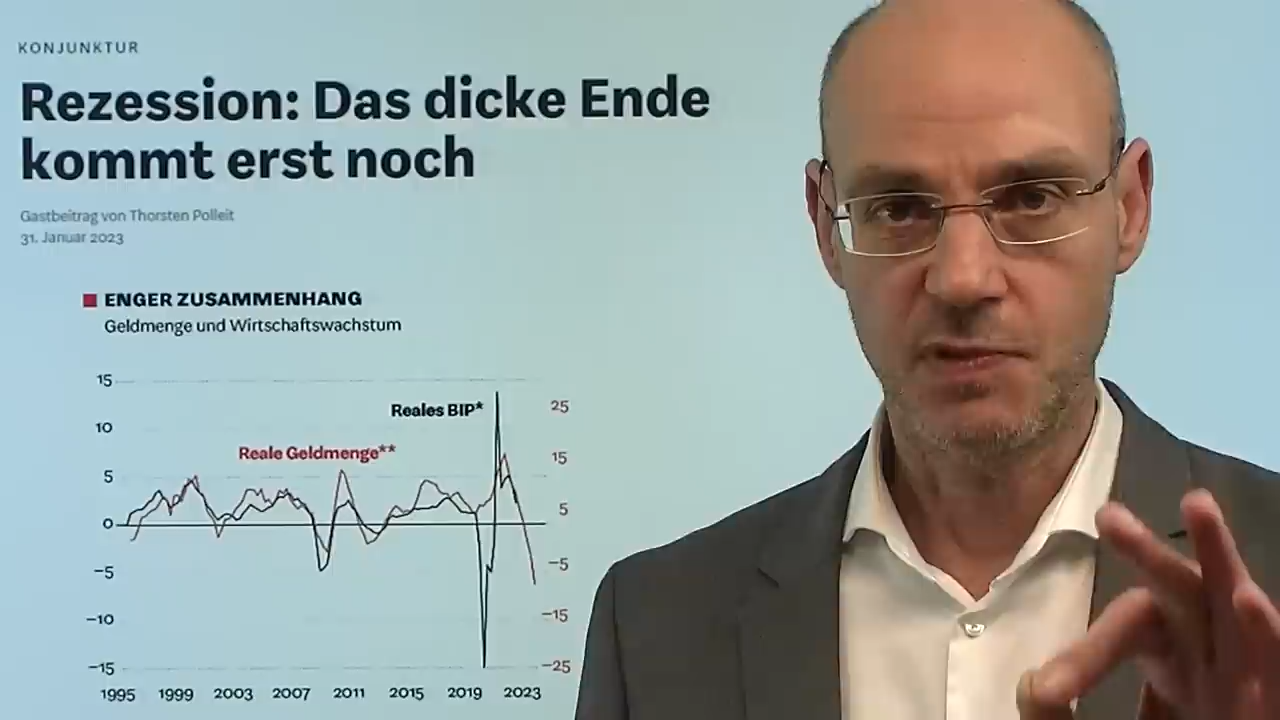 KONJUNKTUR
Rezession: Das dicke Ende
kommt erst noch
Gastbeitrag von Thorsten Polleit
31. Januar 2023
ENGER ZUSAMMENHANG
Geldmenge und Wirtschaftswachstum
15
Reales BIP*
25
10
Reale Geldmenge**
15
5
5
0
−5
−5
−10
−15
−15
−25
1995 1999 2003 2007 2011 2015 2019 2023